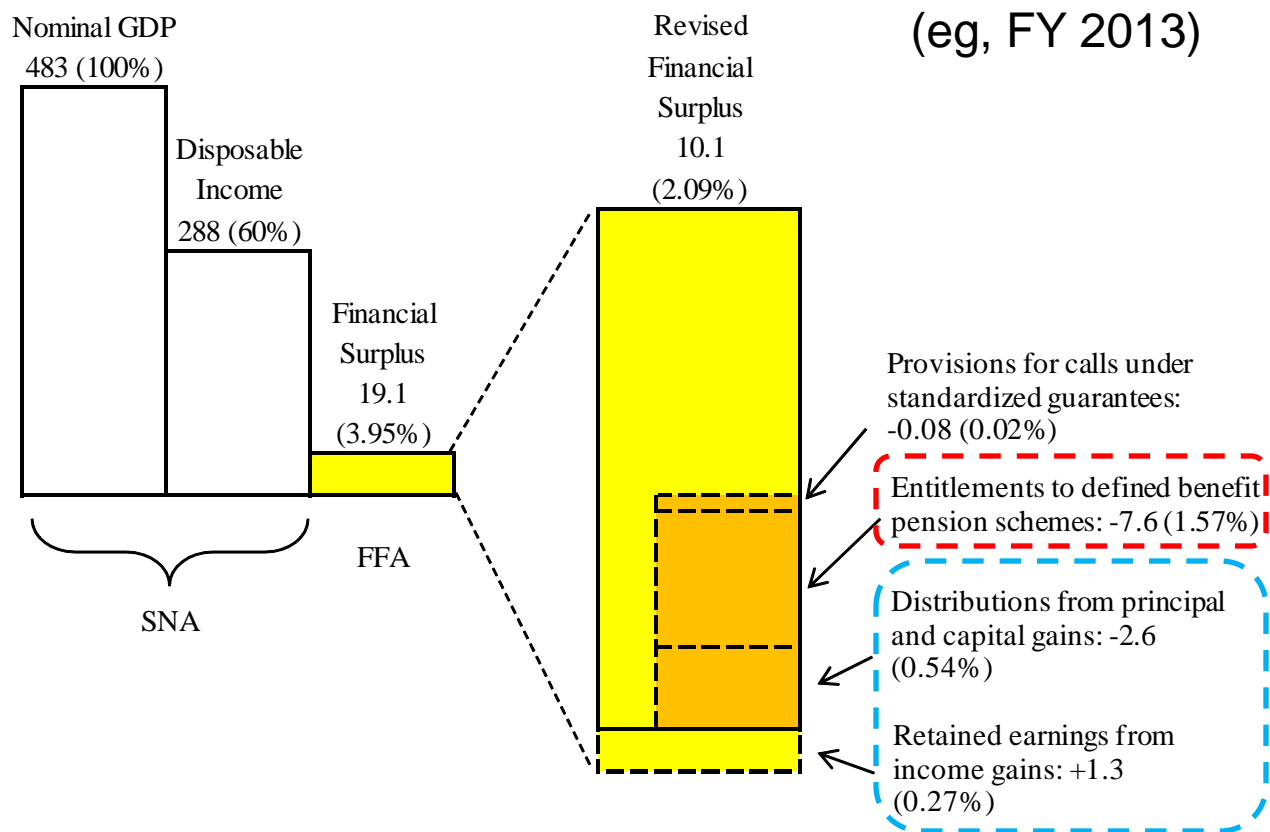 (eg, FY 2013)
Nominal GDP
483 (100%)
Disposable
Income
288 (60%)
Financial
Surplus
19.1
(3.95%)
SNA
FFA
Revised
Financial
Surplus
10.1
(2.09%)
Provisions for calls under
standardized guarantees:
-0.08 (0.02%)
Entitlements to defined benefit
pension schemes: -7.6 (1.57%)
Distributions from principal
and capital gains: -2.6
(0.54%)
Retained earnings from
income gains: +1.3
(0.27%)